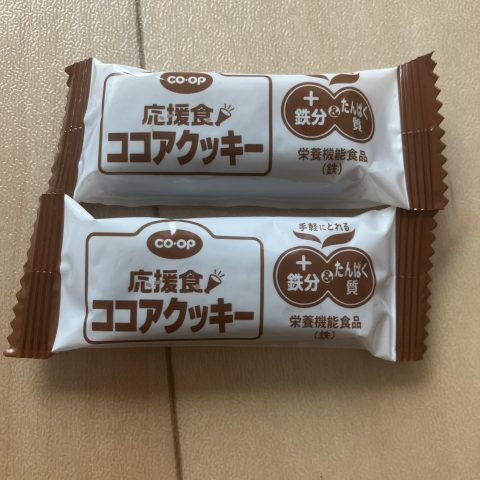 CO·OP
応援食
ココアクッキー
+
鉄分&たんぱく質
栄養機能食品
(鉄)
手軽にとれる
CO·OP
応援食
ココアクッキー
+
鉄分&たんぱく質
栄養機能食品
(鉄)